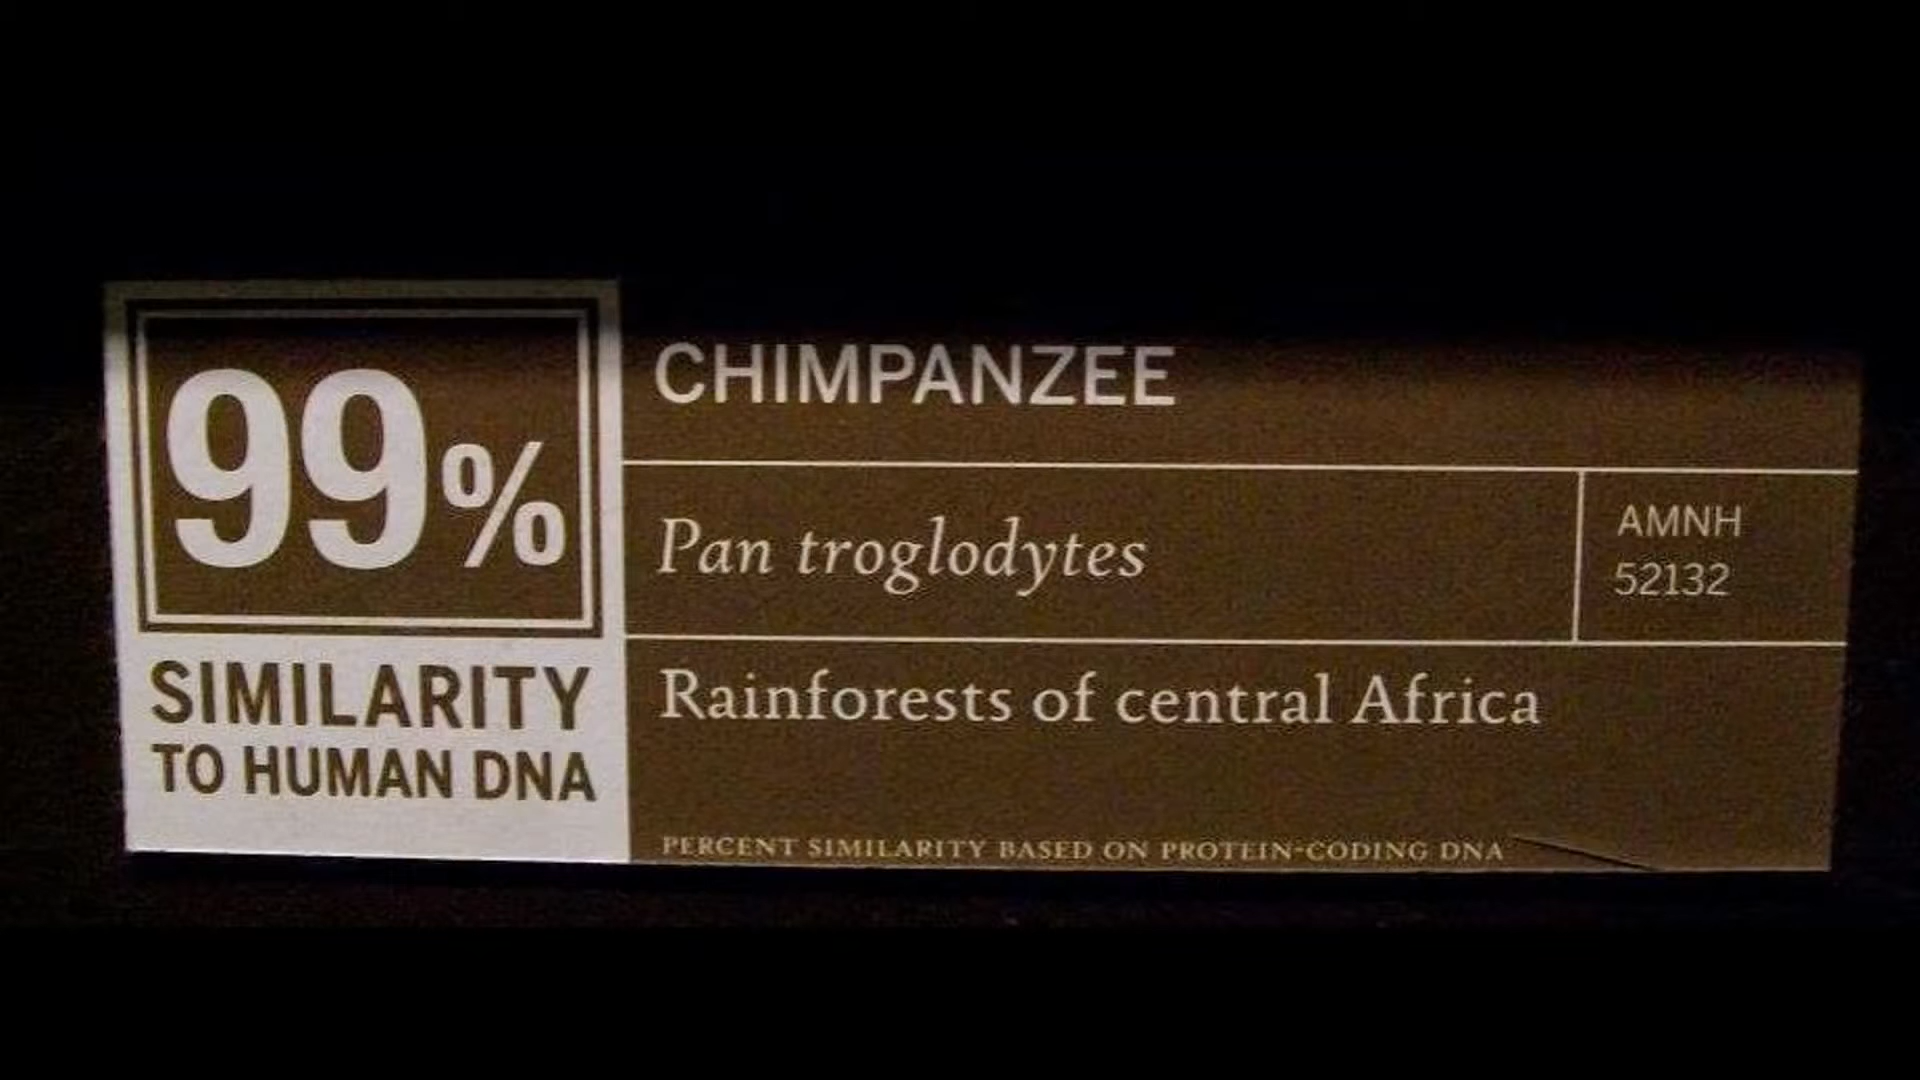 99%
SIMILARITY
TO HUMAN DNA
CHIMPANZEE
Pan troglodytes
AMNH
52132
Rainforests of central Africa
PERCENT SIMILARITY BASED ON PROTEIN-CODING DNA